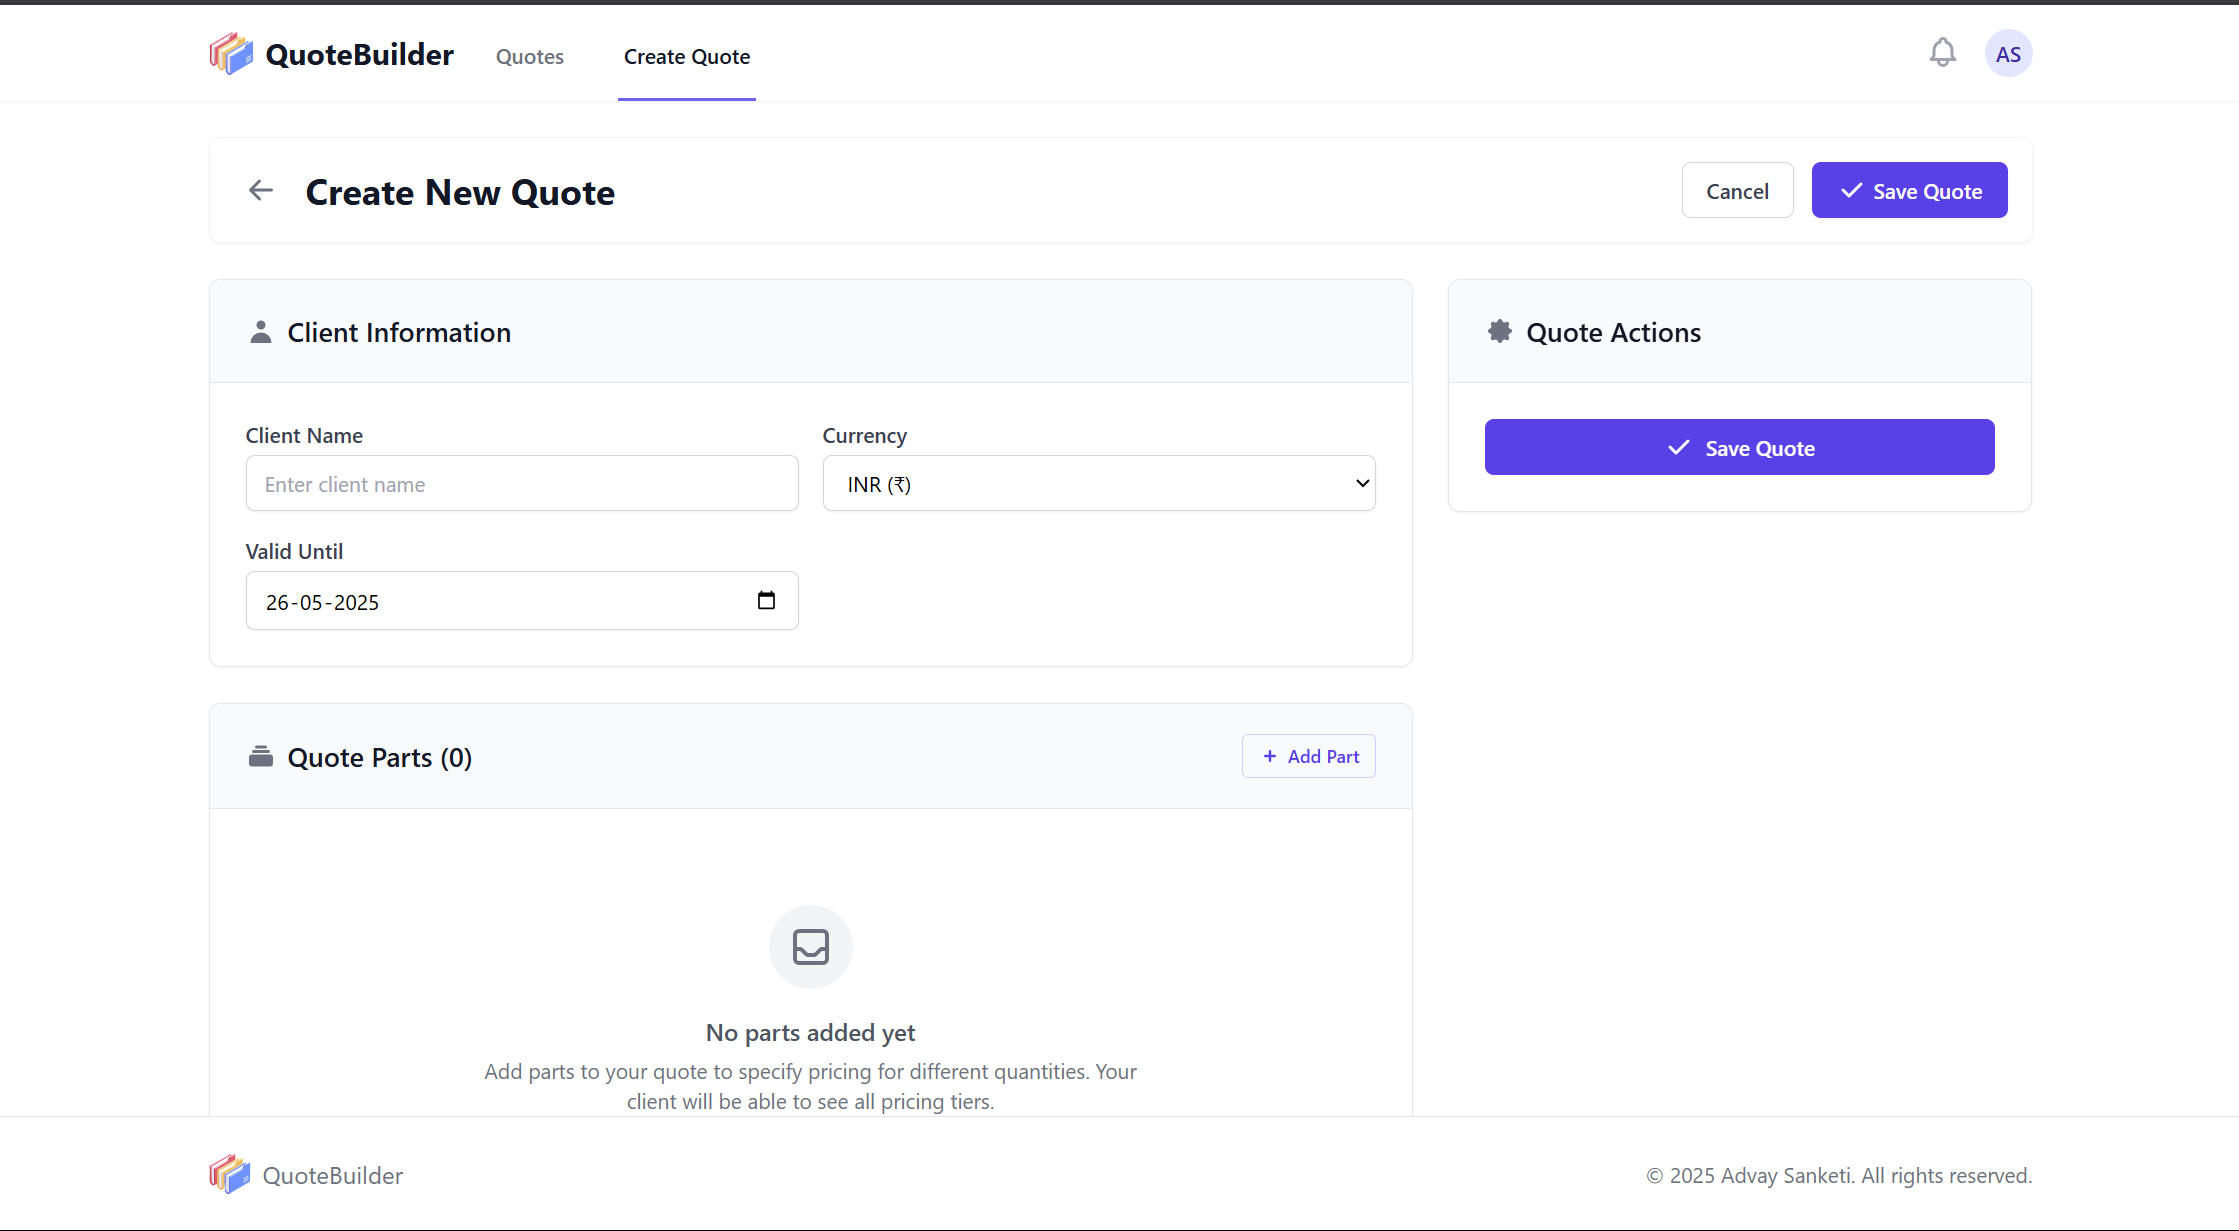 QuoteBuilder
Quotes
Create Quote
AS
Create New Quote
Cancel
Save Quote
Client Information
Client Name
Enter client name
Currency
INR (₹)
Valid Until
26-05-2025
Quote Actions
Save Quote
Quote Parts (0)
+ Add Part
No parts added yet
Add parts to your quote to specify pricing for different quantities. Your
client will be able to see all pricing tiers.
QuoteBuilder
© 2025 Advay Sanketi. All rights reserved.